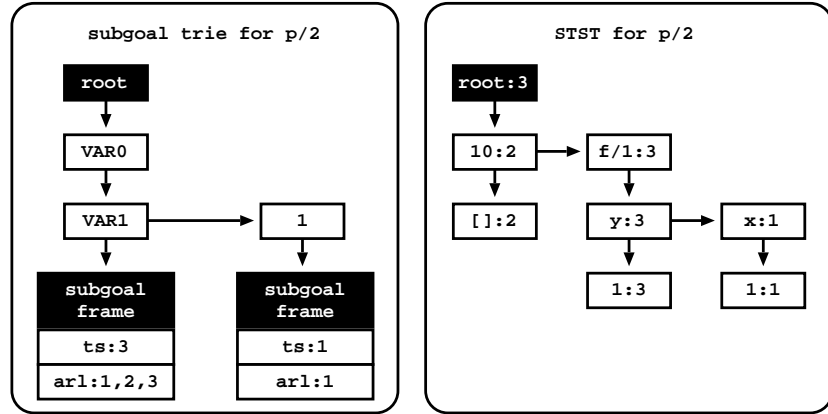 subgoal trie for p/2
root
VAR0
VAR1
1
subgoal
frame
ts:3
arl:1,2,3
subgoal
frame
ts:1
arl:1
STST for p/2
root:3
10:2
f/1:3
[]:2
y:3
x:1
1:3
1:1